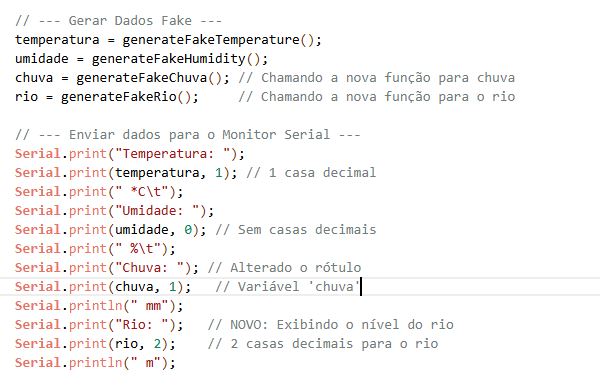 // --- Gerar Dados Fake ---
temperatura = generateFakeTemperature();
umidade = generateFakeHumidity();
chuva = generateFakeChuva(); // Chamando a nova função para chuva
rio = generateFakeRio();     // Chamando a nova função para o rio

// --- Enviar dados para o Monitor Serial ---
Serial.print("Temperatura: ");
Serial.print(temperatura, 1); // 1 casa decimal
Serial.print(" *C\t");
Serial.print("Umidade: ");
Serial.print(umidade, 0); // Sem casas decimais
Serial.print(" %\t");
Serial.print("Chuva: "); // Alterado o rótulo
Serial.print(chuva, 1);   // Variável 'chuva'
Serial.println(" mm");
Serial.print("Rio: ");   // NOVO: Exibindo o nível do rio
Serial.print(rio, 2);    // 2 casas decimais para o rio
Serial.println(" m");